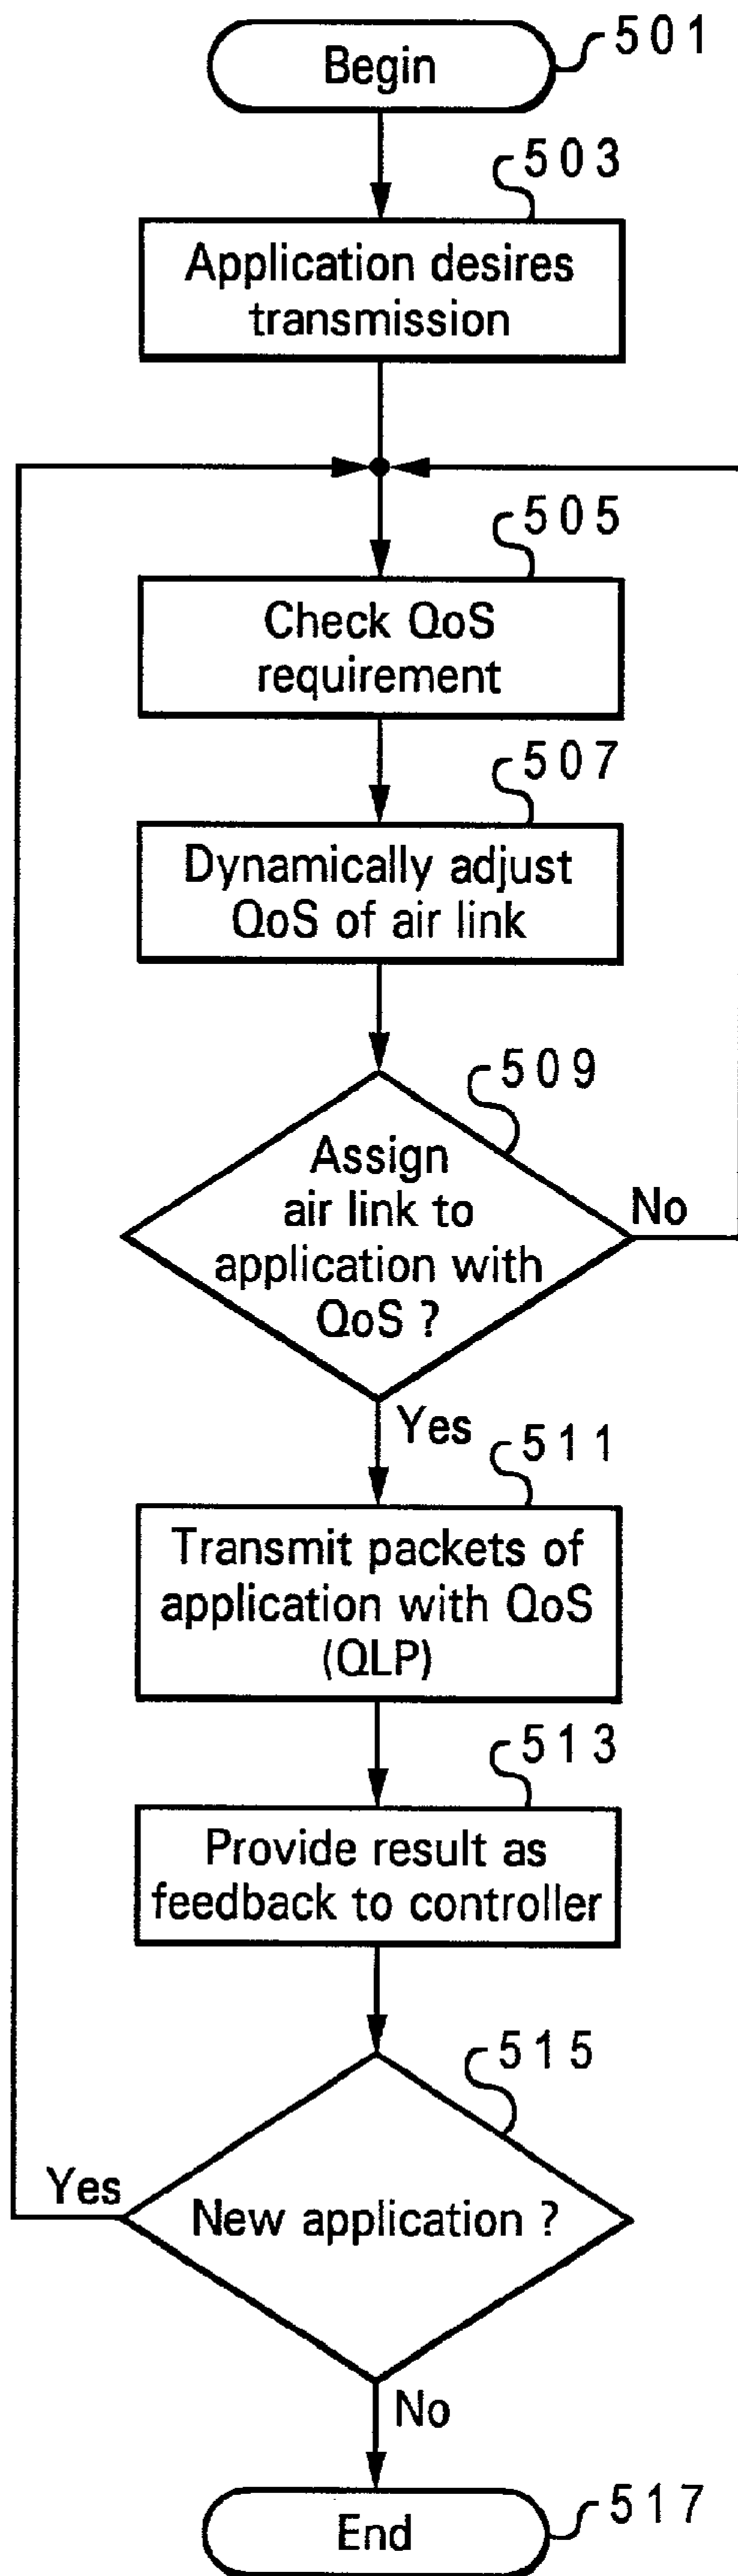 Begin
501
503
Application desires
transmission
505
Check QoS
requirement
507
Dynamically adjust
QoS of air link
509
Assign
air link to
application with
QoS ?
No
Yes
511
Transmit packets of
application with QoS
(QLP)
513
Provide result as
feedback to controller
515
Yes
New application ?
No
End
517